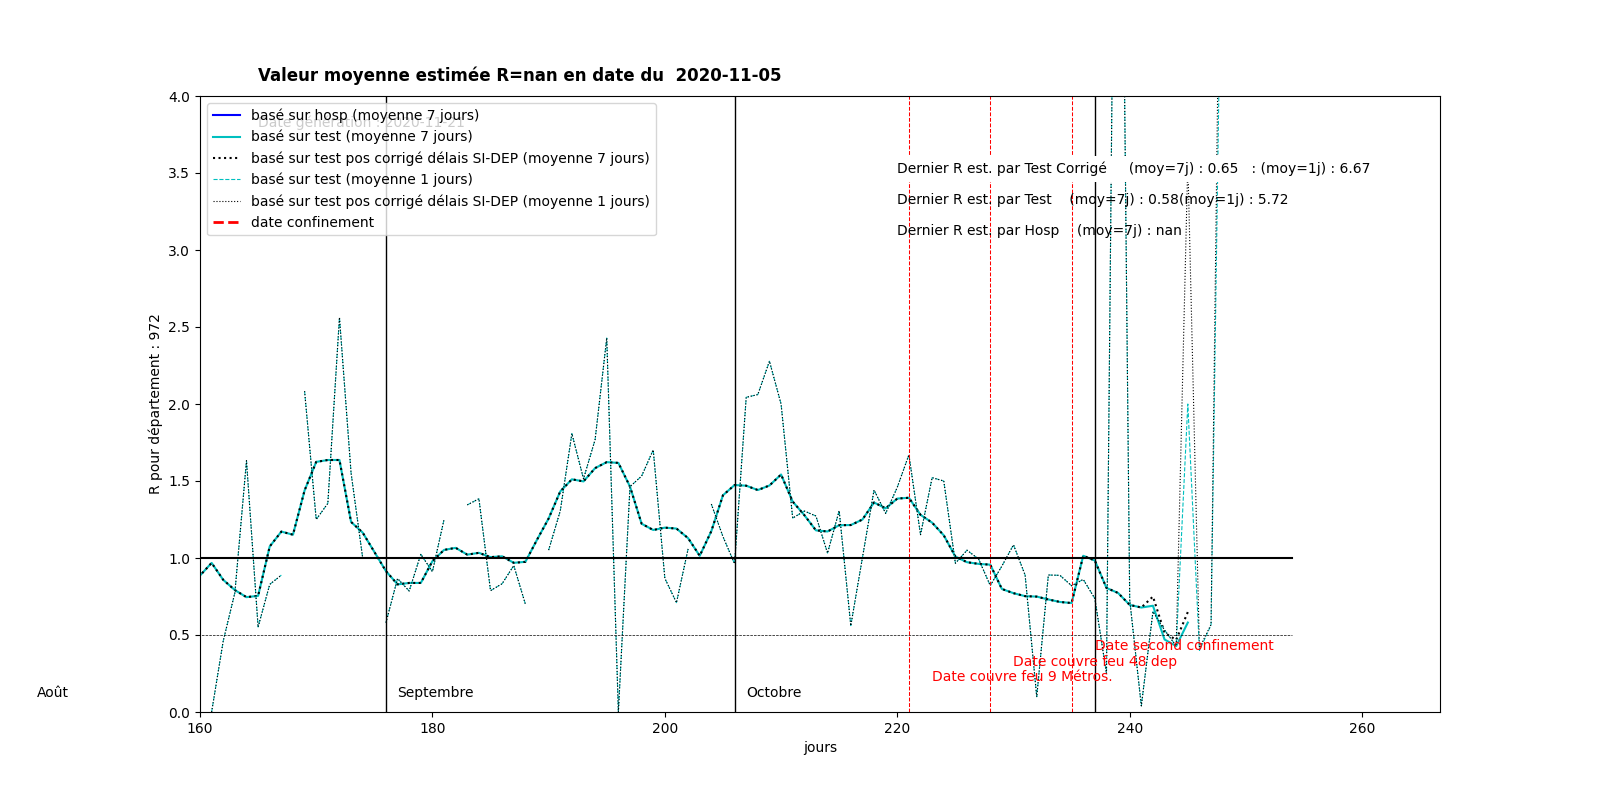 Valeur moyenne estimée R=nan en date du  2020-11-05
Date génération : 2020-11-21
basé sur hosp (moyenne 7 jours)
basé sur test (moyenne 7 jours)
basé sur test pos corrigé délais SI-DEP (moyenne 7 jours)
basé sur test (moyenne 1 jours)
basé sur test pos corrigé délais SI-DEP (moyenne 1 jours)
date confinement
Dernier R est. par Test Corrigé     (moy=7j) : 0.65   : (moy=1j) : 6.67
Dernier R est. par Test    (moy=7j) : 0.58(moy=1j) : 5.72
Dernier R est. par Hosp    (moy=7j) : nan
4.0
3.5
3.0
2.5
2.0
1.5
1.0
0.5
0.0
R pour département : 972
Date second confinement
Date couvre feu 48 dep
Date couvre feu 9 Métros.
Août
Septembre
Octobre
160
180
200
220
240
260
jours